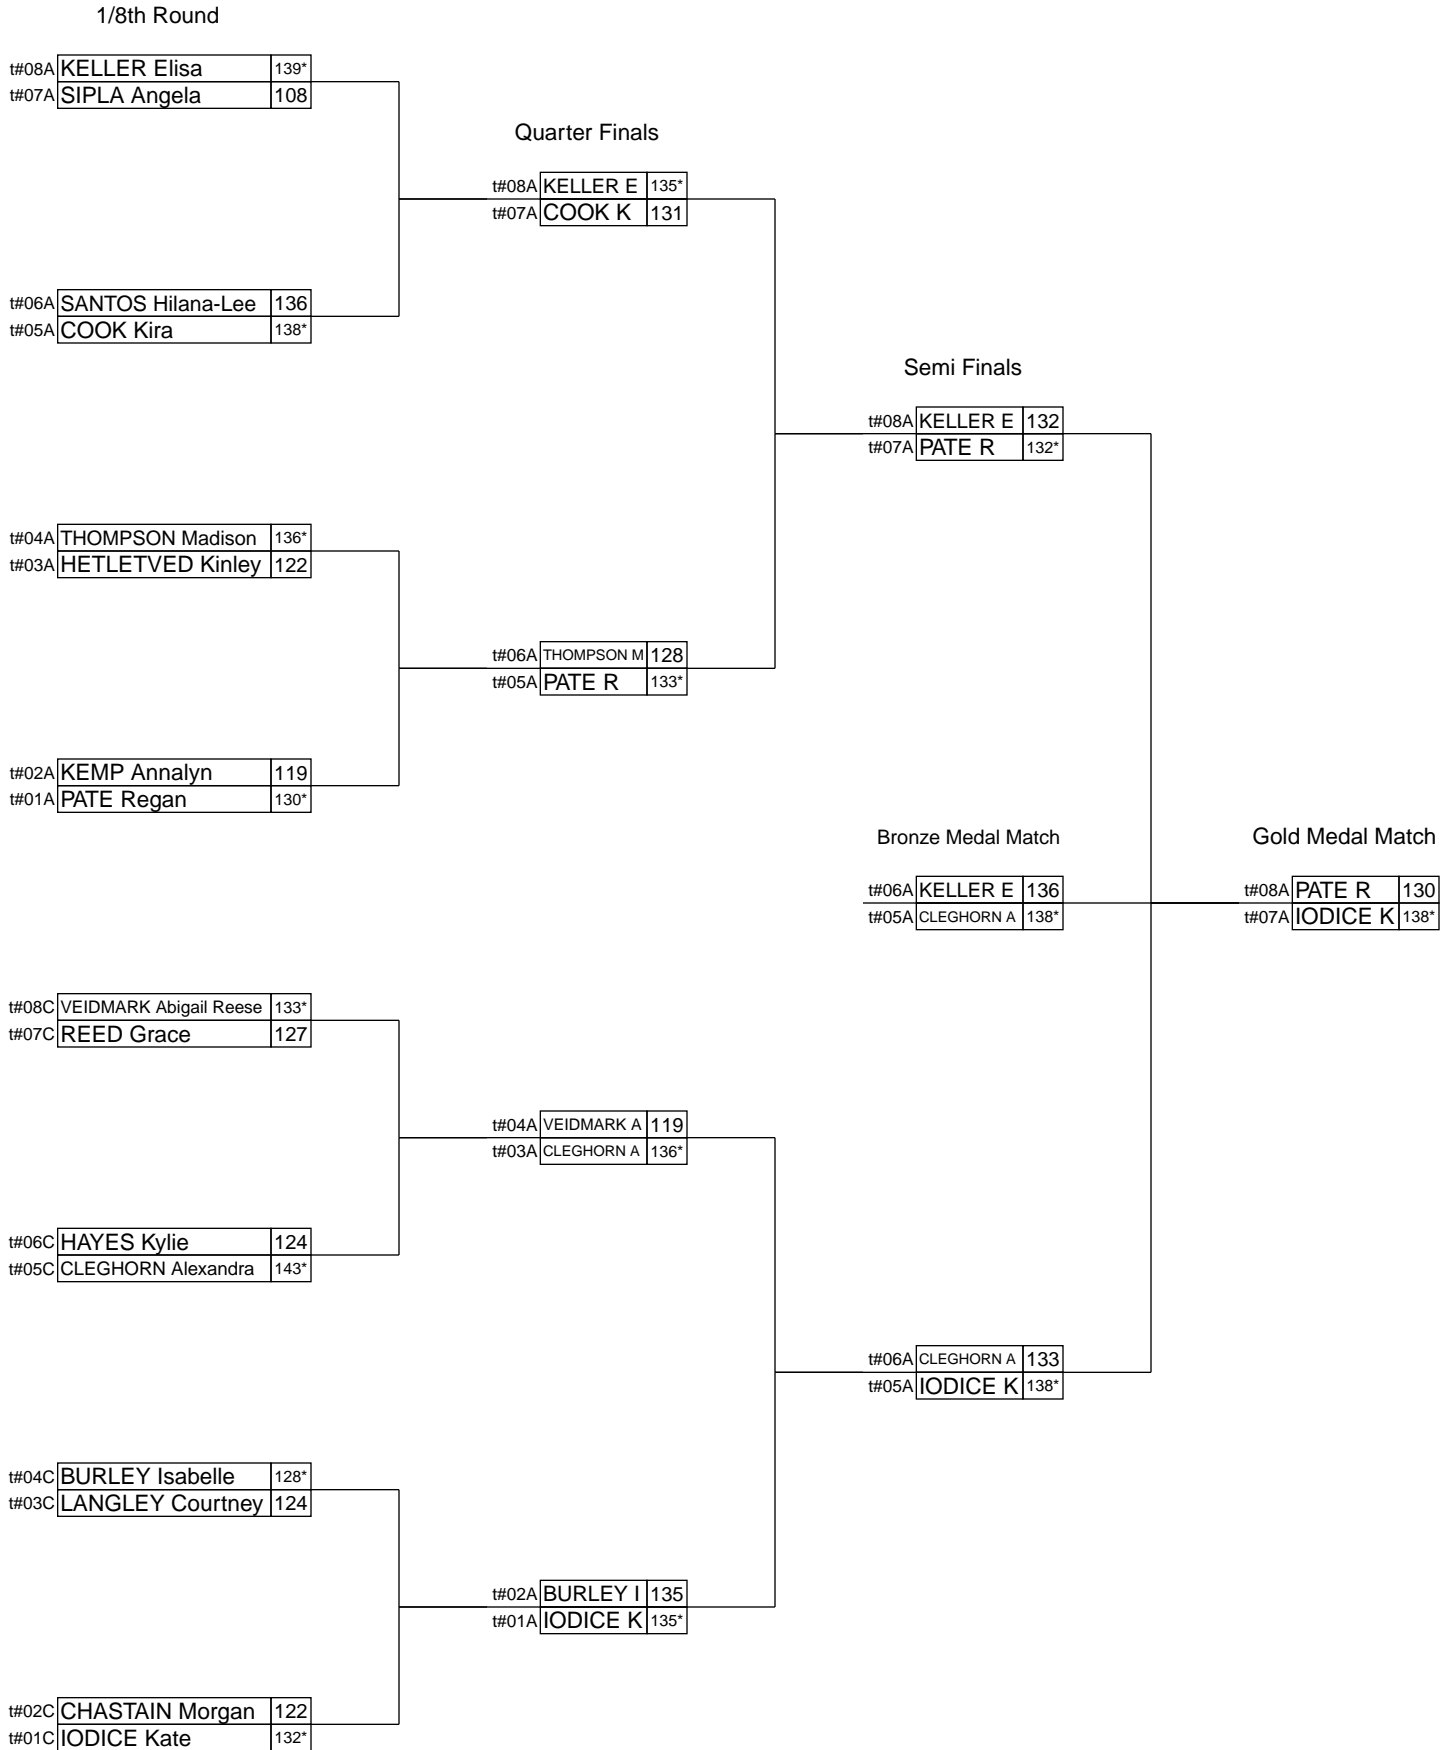 1/8th Round
t#08A KELLER Elisa 139*
t#07A SIPLA Angela 108
Quarter Finals
t#08A KELLER E 135*
t#07A COOK K 131
t#06A SANTOS Hilana-Lee 136
t#05A COOK Kira 138*
Semi Finals
t#08A KELLER E 132
t#07A PATE R 132*
t#04A THOMPSON Madison 136*
t#03A HETLETVED Kinley 122
t#06A THOMPSON M 128
t#05A PATE R 133*
t#02A KEMP Annalyn 119
t#01A PATE Regan 130*
Bronze Medal Match
Gold Medal Match
t#06A KELLER E 136
t#05A CLEGHORN A 138*
t#08A PATE R 130
t#07A IODICE K 138*
t#08C VEIDMARK Abigail Reese 133*
t#07C REED Grace 127
t#04A VEIDMARK A 119
t#03A CLEGHORN A 136*
t#06C HAYES Kylie 124
t#05C CLEGHORN Alexandra 143*
t#06A CLEGHORN A 133
t#05A IODICE K 138*
t#04C BURLEY Isabelle 128*
t#03C LANGLEY Courtney 124
t#02A BURLEY I 135
t#01A IODICE K 135*
t#02C CHASTAIN Morgan 122
t#01C IODICE Kate 132*